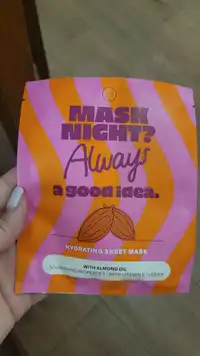 MASK
NIGHT?
Always
a good idea.
HYDRATING SHEET MASK
WITH ALMOND OIL